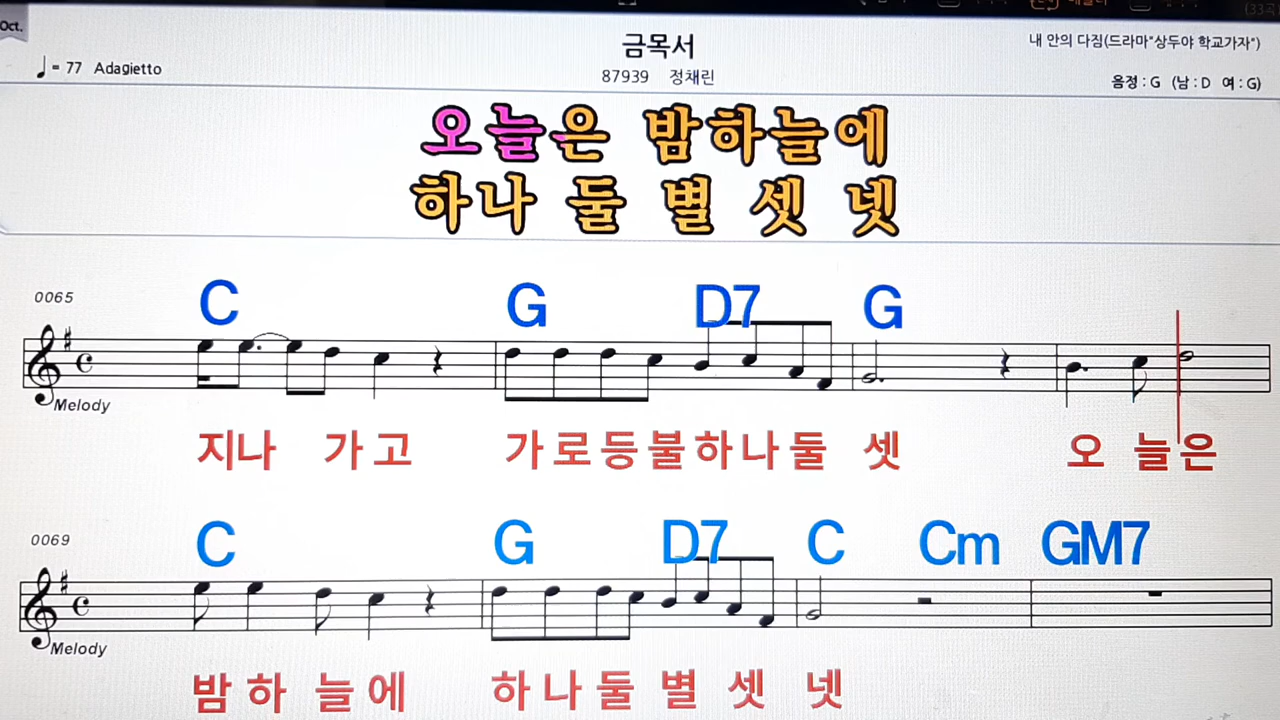 Oct.
금목서
내 안의 다짐(드라마"상두야 학교가자")
♩= 77 Adagietto
87939 정채린
음정 : G (남 : D 여 : G)
오늘은 밤하늘에
하나 둘 별 셋 넷
0065
C G D7 G
Melody
지나 가고 가로등불하나둘 셋 오 늘은
0069
C G D7 C Cm GM7
Melody
밤하 늘에 하나둘 별 셋 넷